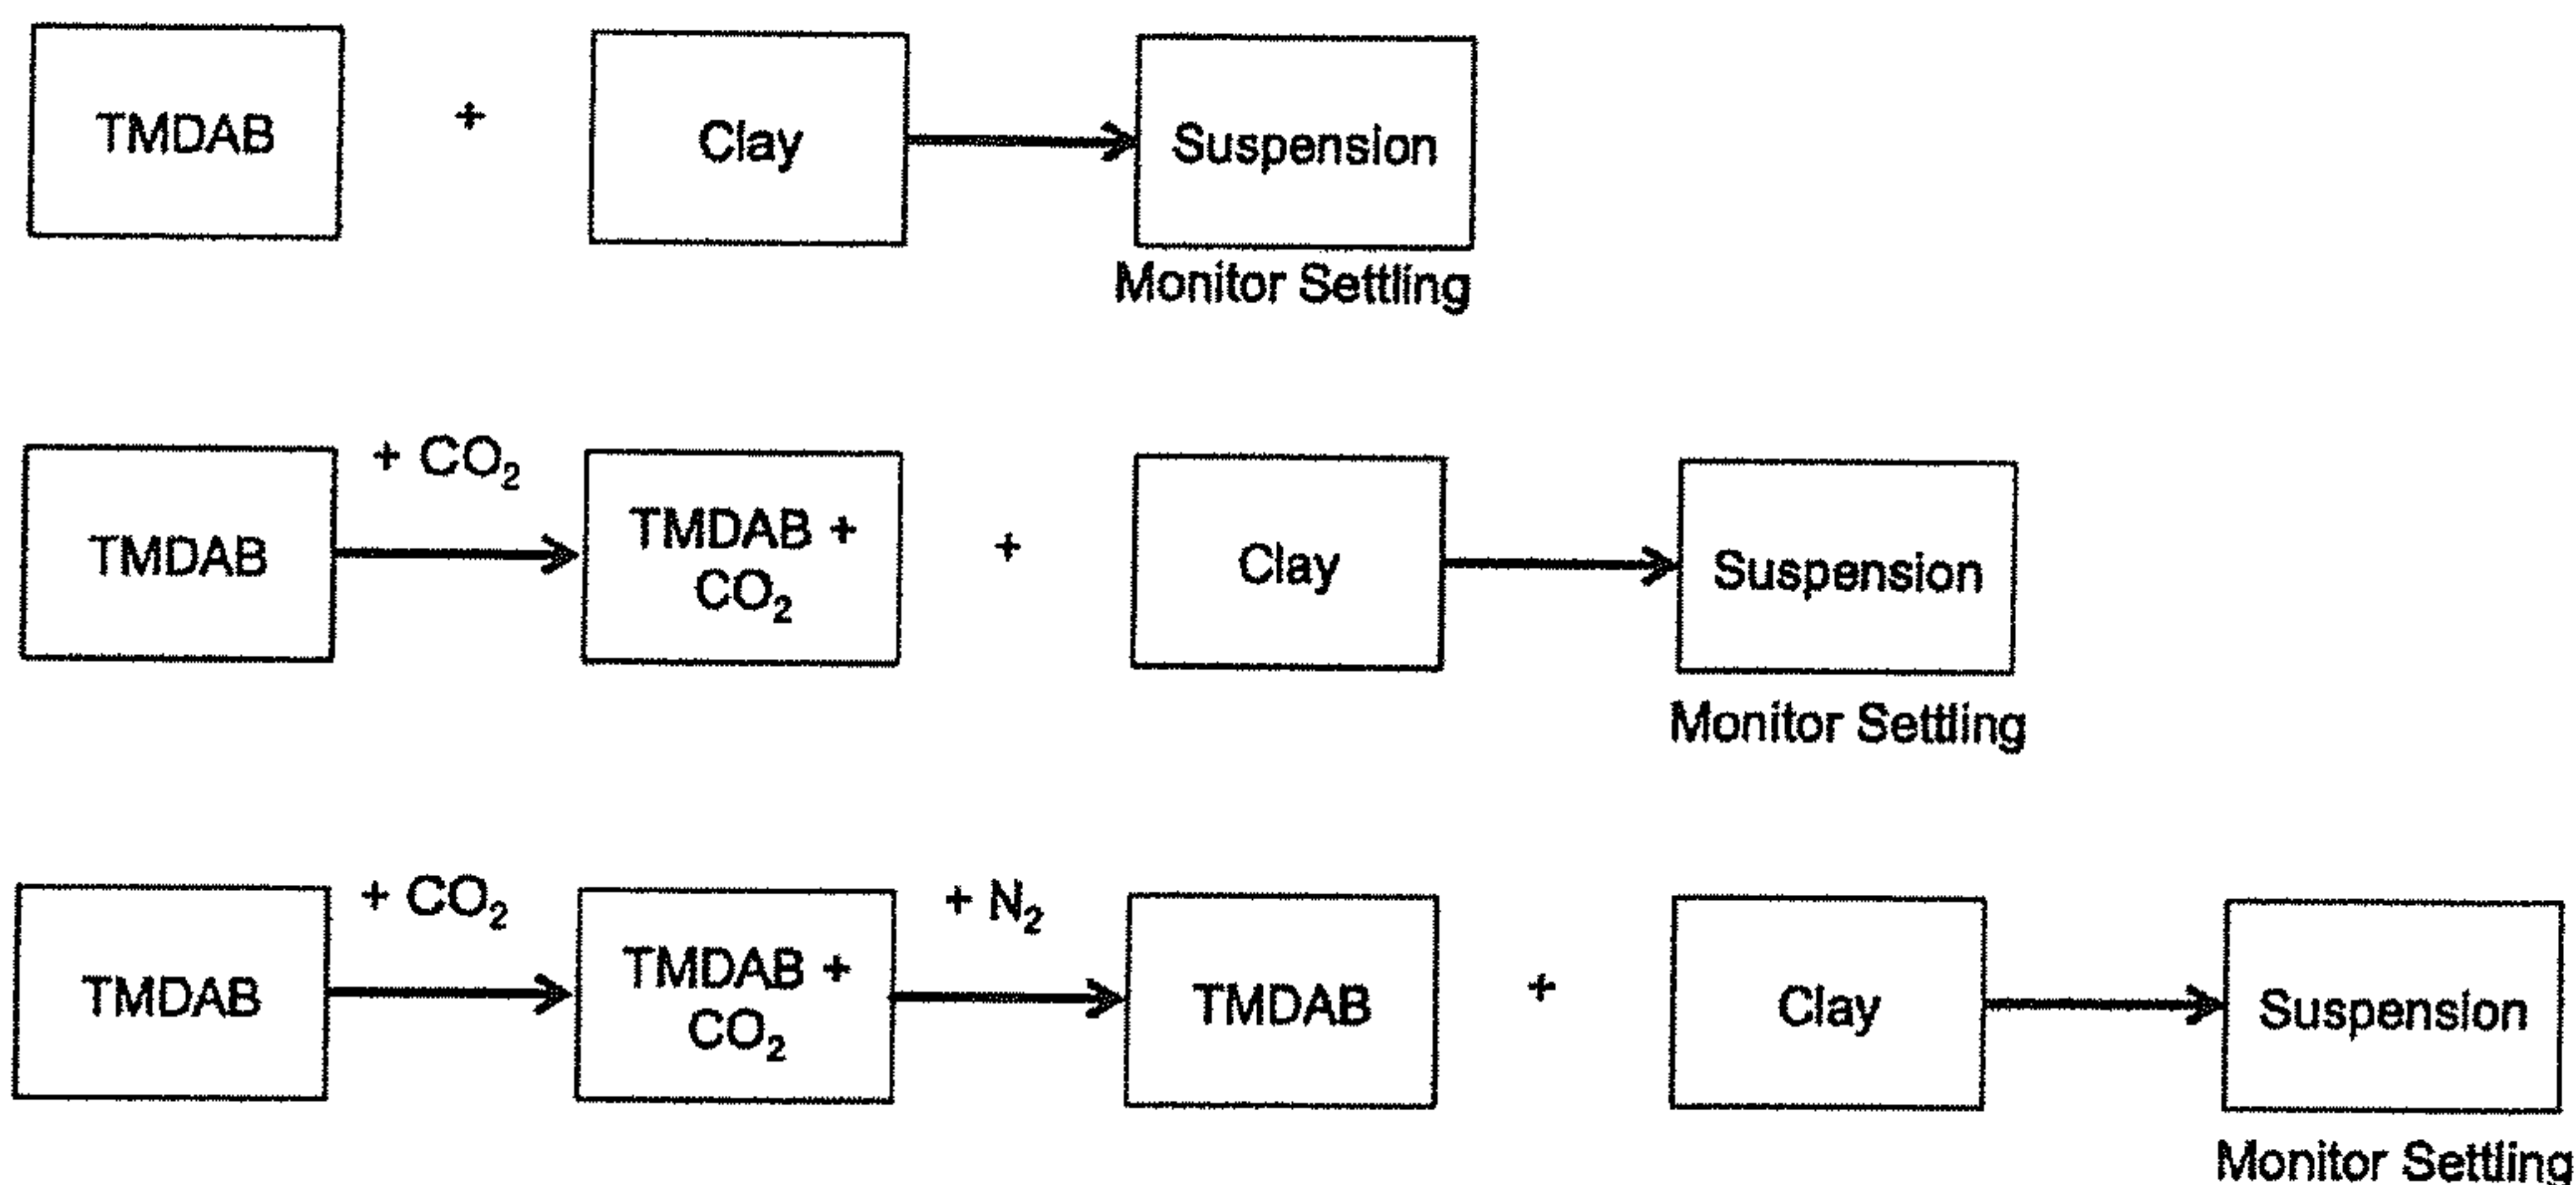 TMDAB + Clay Suspension
Monitor Settling
+ CO₂
TMDAB TMDAB + CO₂ + Clay Suspension
Monitor Settling
+ CO₂ + N₂
TMDAB TMDAB + CO₂ TMDAB + Clay Suspension
Monitor Settling